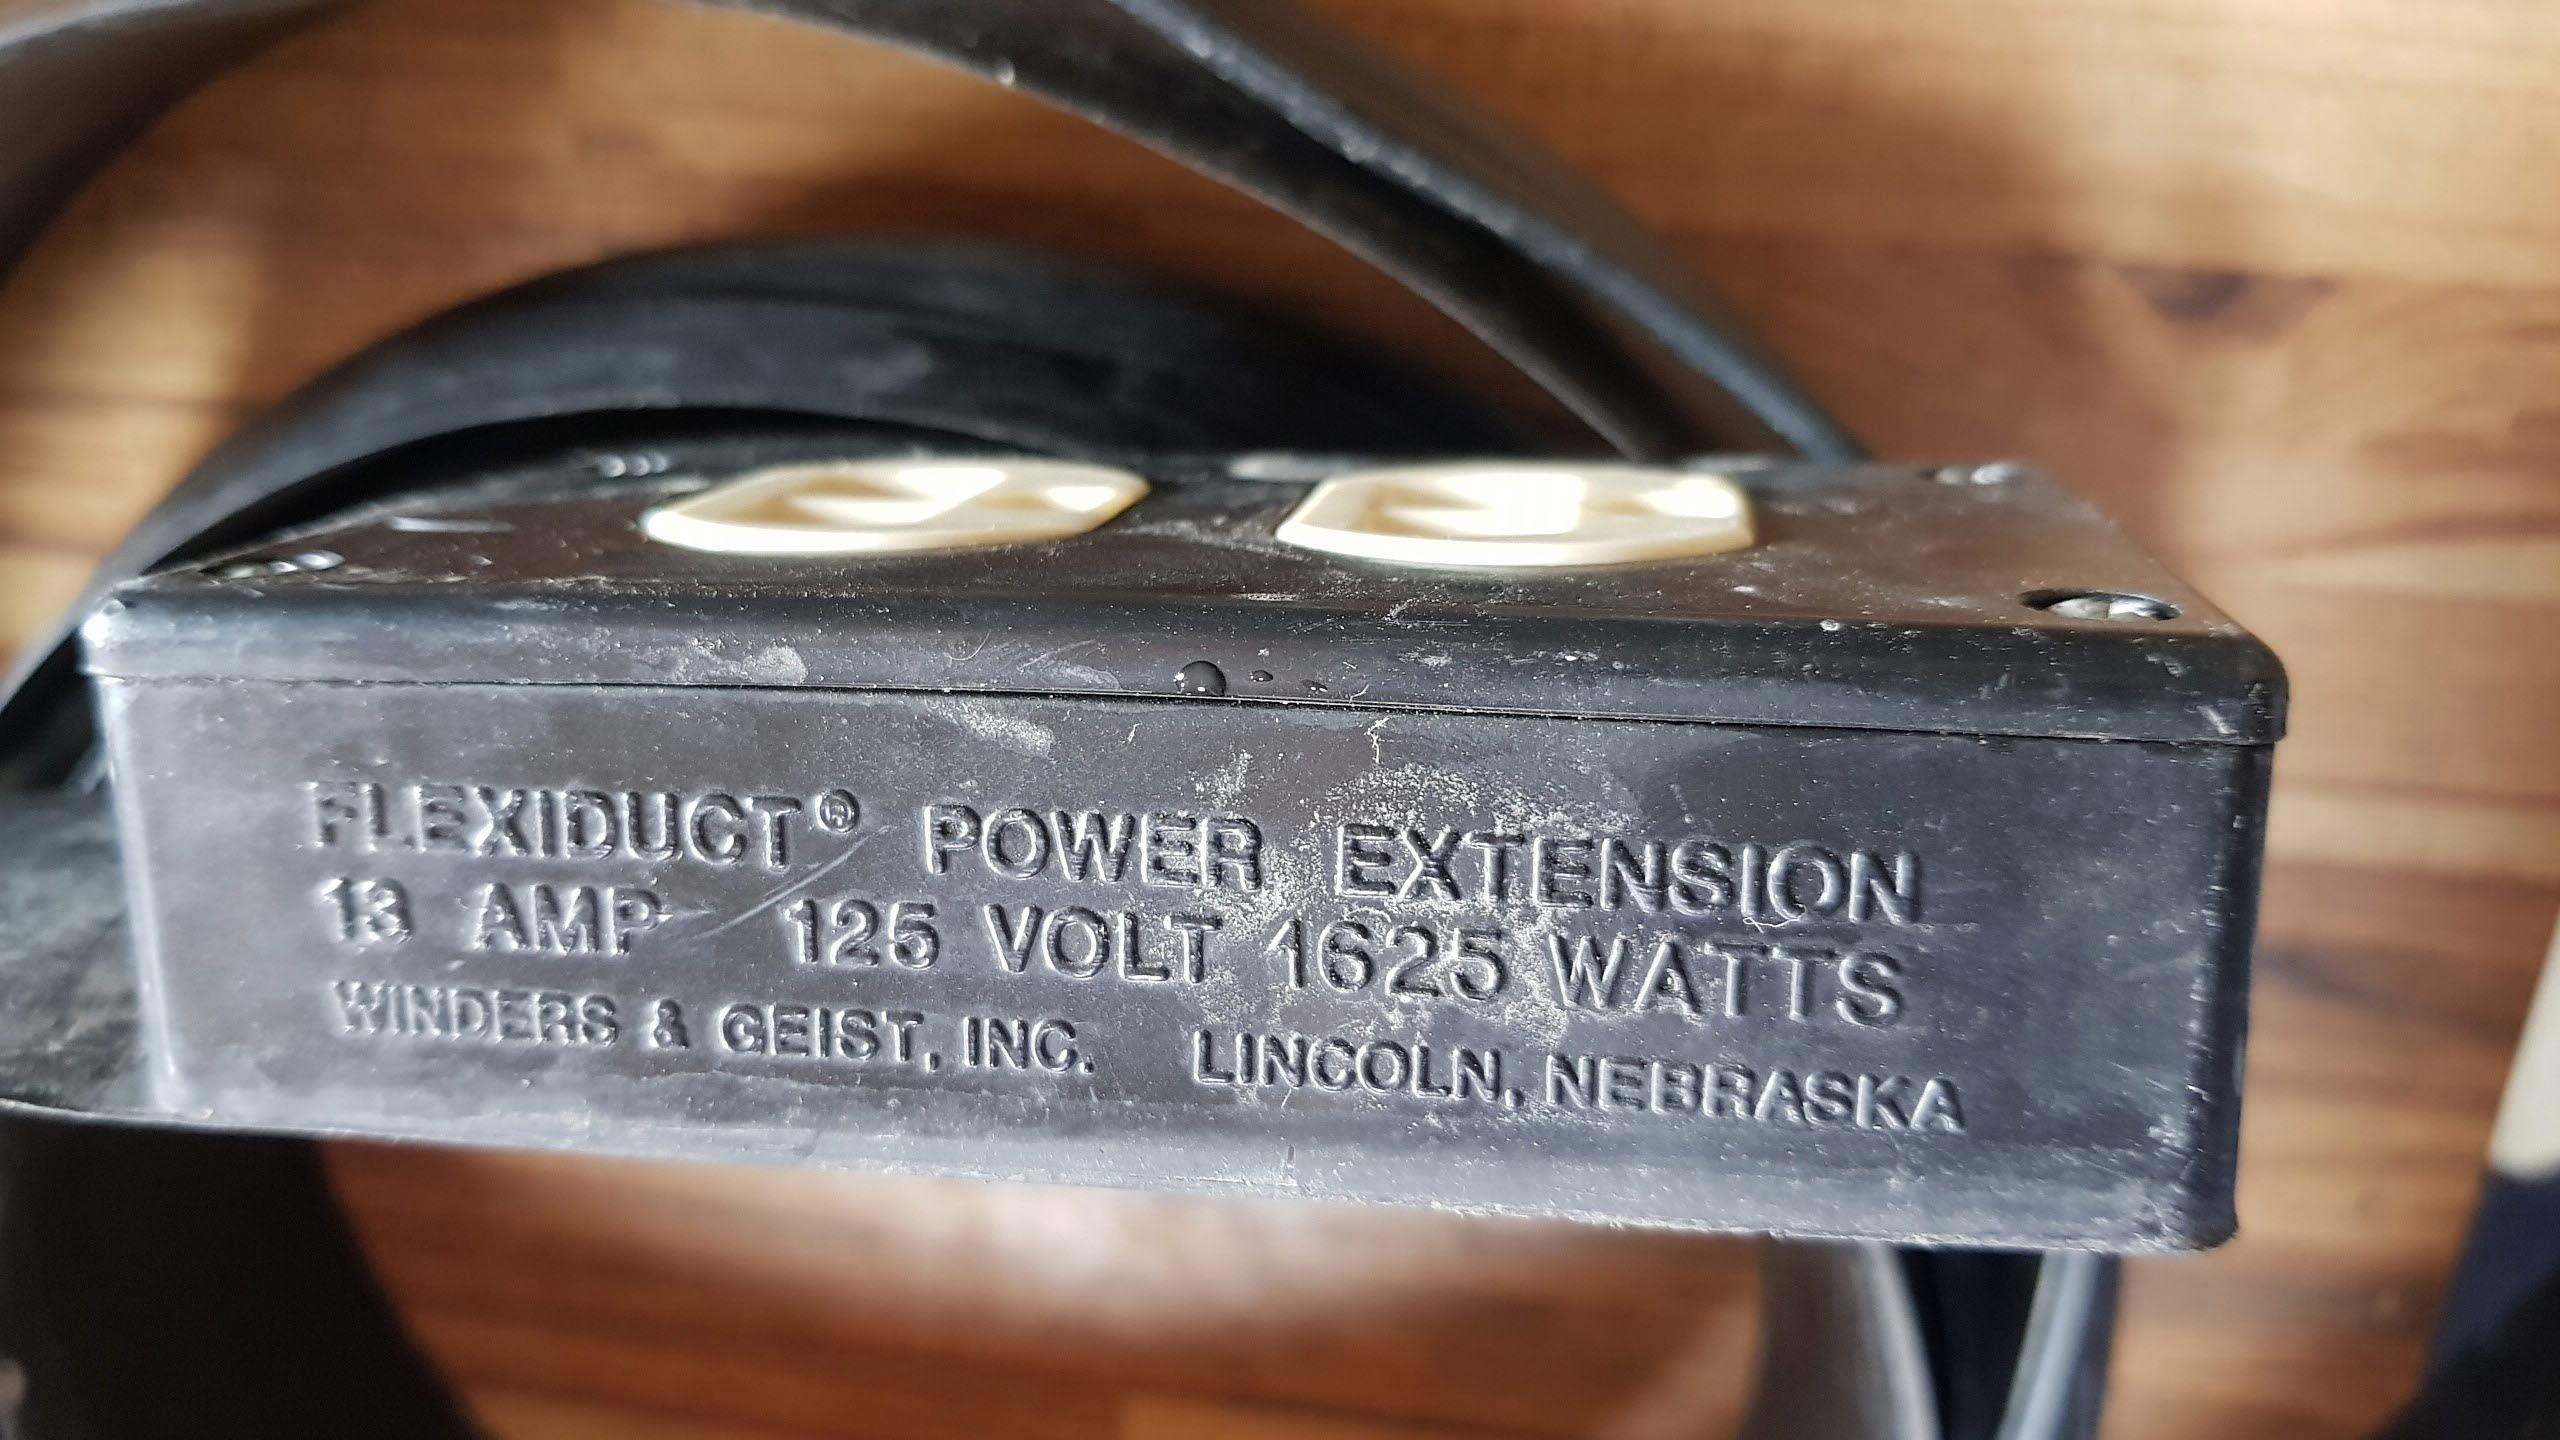 FLEXIDUCT® POWER EXTENSION
13 AMP 125 VOLT 1625 WATTS
WINDERS & GEIST, INC. LINCOLN, NEBRASKA